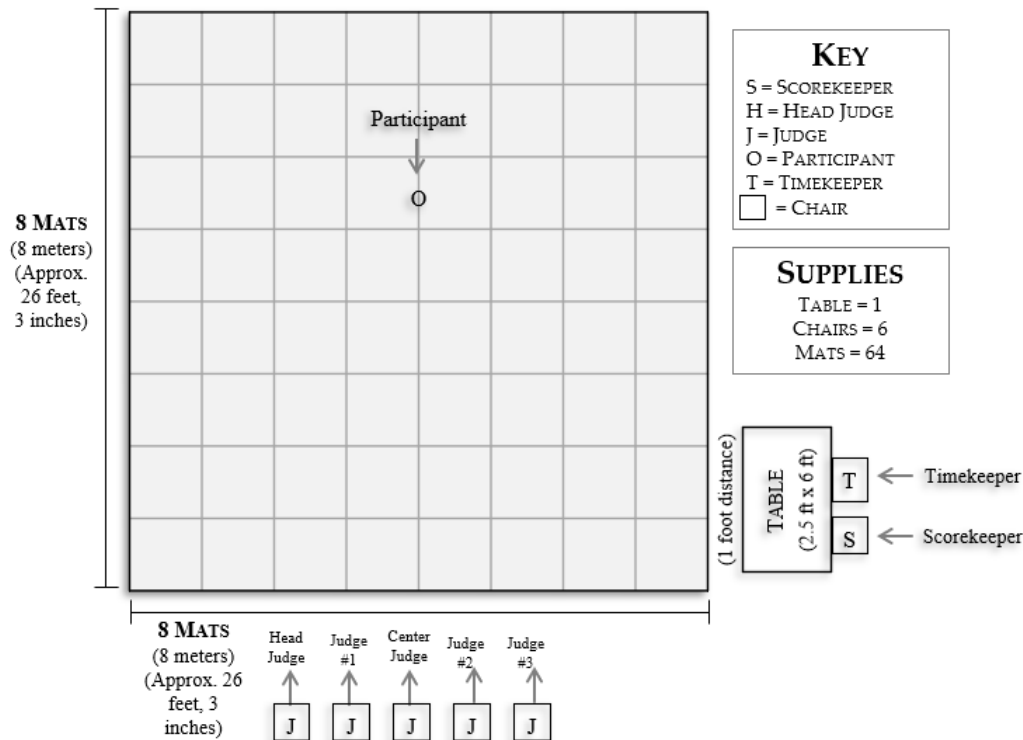 Participant
O
8 MATS
(8 meters)
(Approx.
26 feet,
3 inches)
KEY
S = SCOREKEEPER
H = HEAD JUDGE
J = JUDGE
O = PARTICIPANT
T = TIMEKEEPER
= CHAIR
SUPPLIES
TABLE = 1
CHAIRS = 6
MATS = 64
(1 foot distance)
TABLE
(2.5 ft x 6 ft)
T
Timekeeper
S
Scorekeeper
8 MATS
(8 meters)
(Approx. 26
feet, 3
inches)
Head
Judge
Judge
#1
Center
Judge
Judge
#2
Judge
#3
J
J
J
J
J